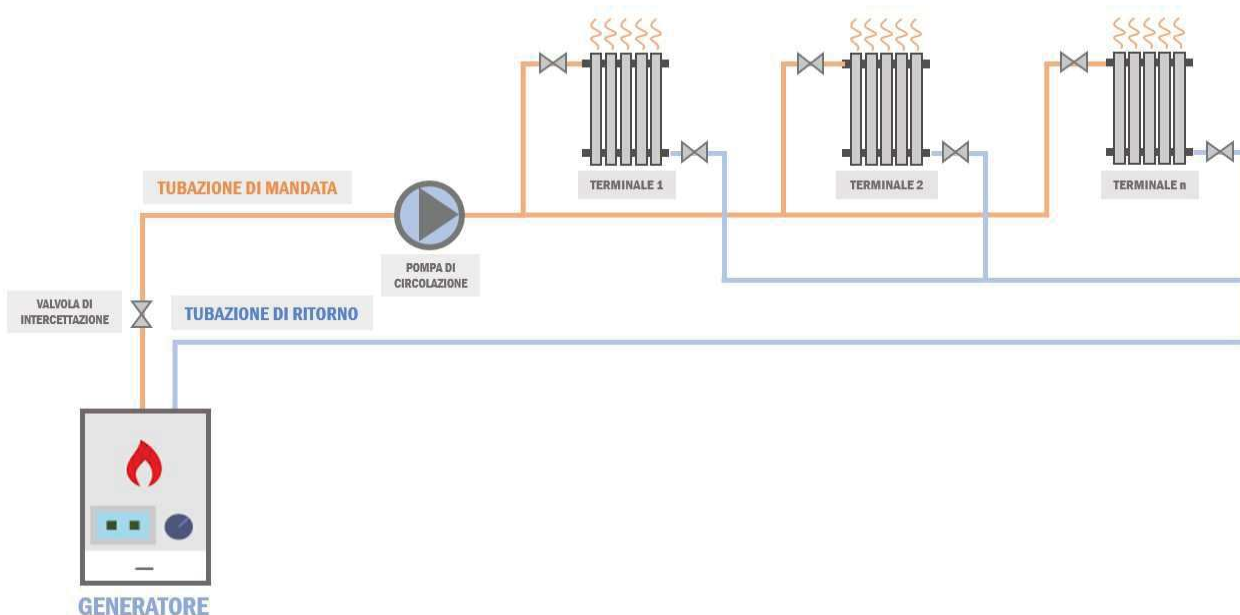 TERMINALE 1
TERMINALE 2
TERMINALE n
TUBAZIONE DI MANDATA
POMPA DI
CIRCOLAZIONE
VALVOLA DI
INTERCETTAZIONE
TUBAZIONE DI RITORNO
GENERATORE